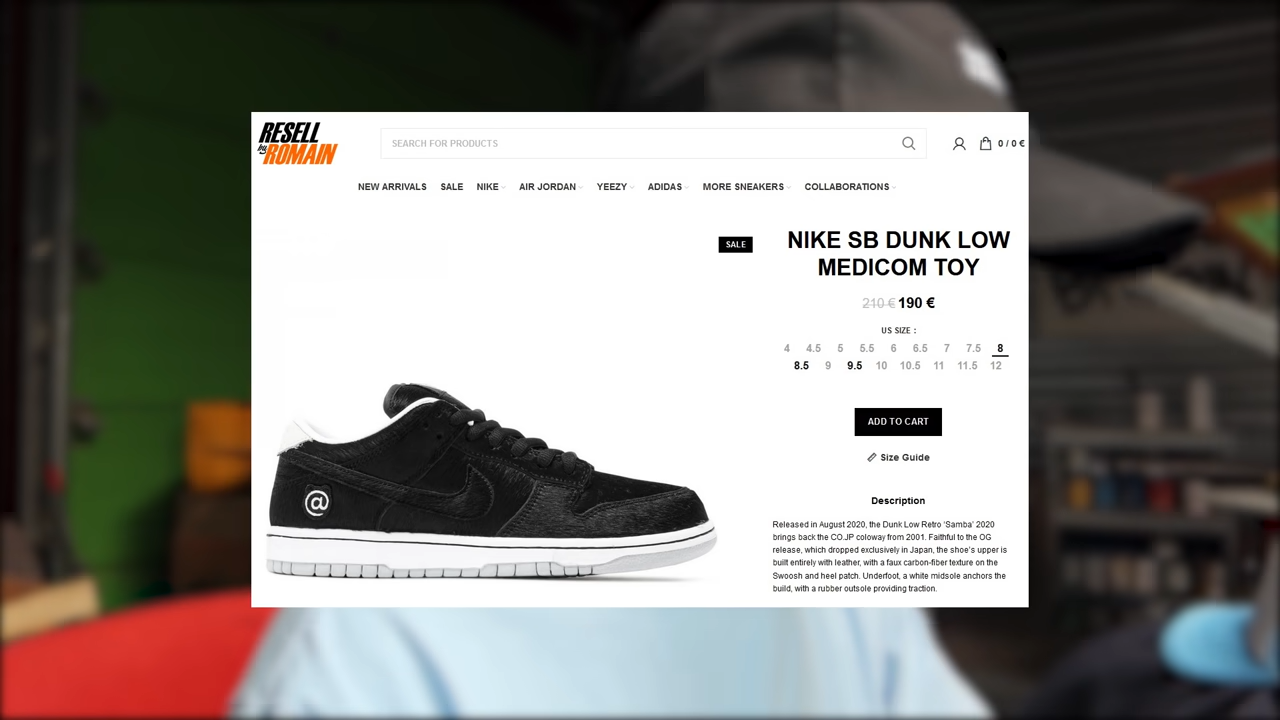 RESELL
by ROMAIN
SEARCH FOR PRODUCTS
0 / 0 €
NEW ARRIVALS SALE NIKE AIR JORDAN YEEZY ADIDAS MORE SNEAKERS COLLABORATIONS
SALE
NIKE SB DUNK LOW
MEDICOM TOY
210 € 190 €
US SIZE :
4 4.5 5 5.5 6 6.5 7 7.5 8
8.5 9 9.5 10 10.5 11 11.5 12
ADD TO CART
Size Guide
Description
Released in August 2020, the Dunk Low Retro ‘Samba’ 2020
brings back the CO.JP coloway from 2001. Faithful to the OG
release, which dropped exclusively in Japan, the shoe’s upper is
built entirely with leather, with a faux carbon-fiber texture on the
Swoosh and heel patch. Underfoot, a white midsole anchors the
build, with a rubber outsole providing traction.
@